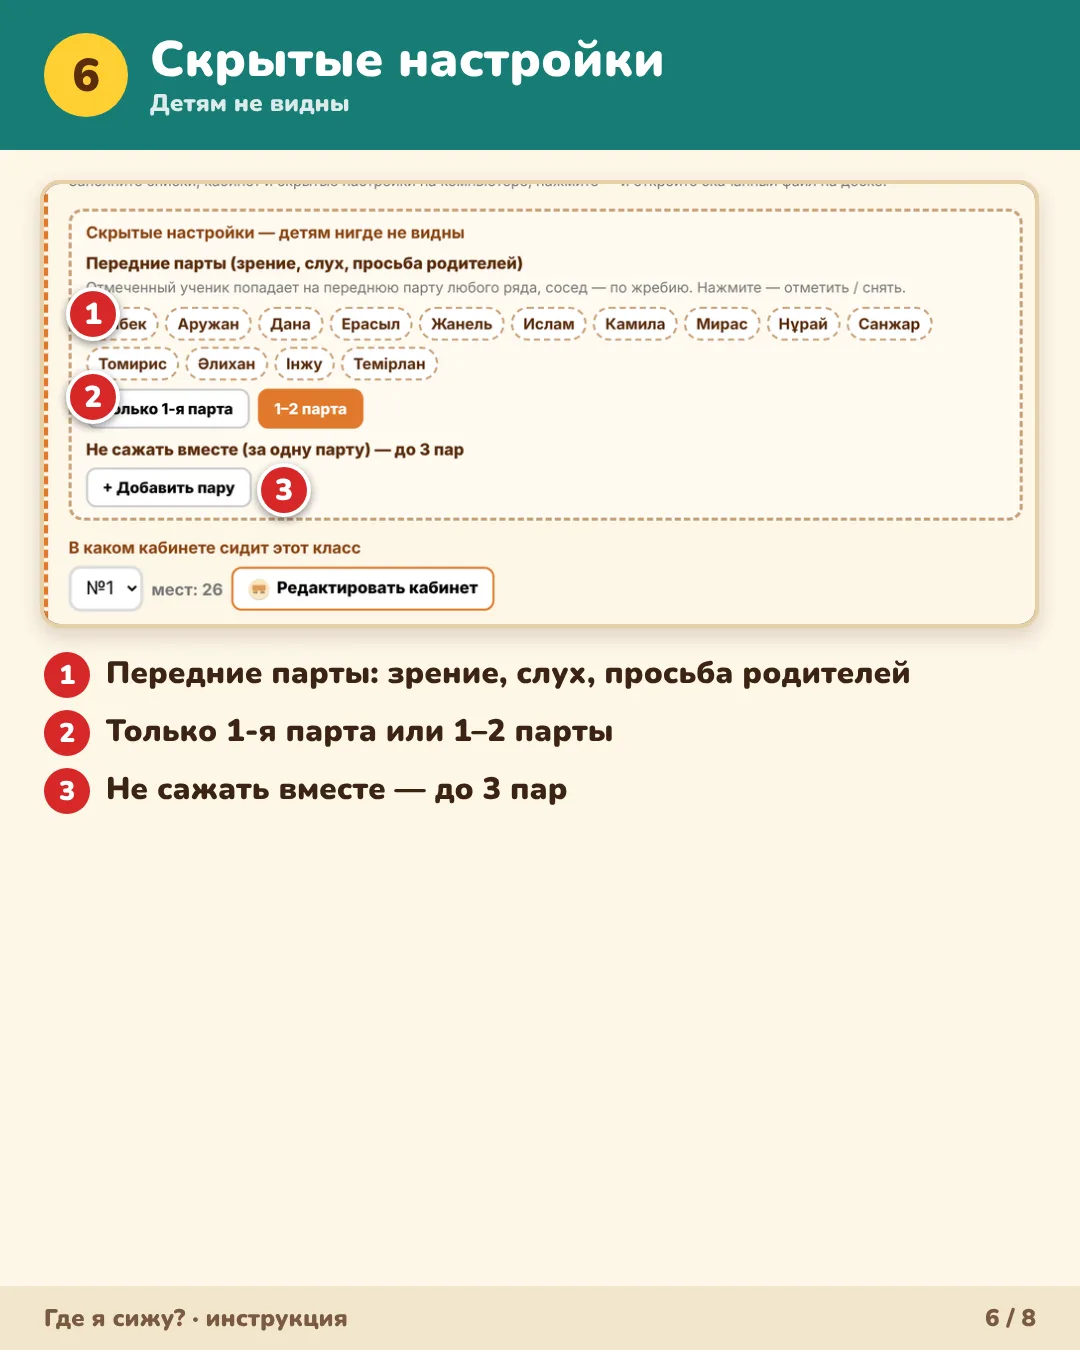 6
Скрытые настройки
Детям не видны
Скрытые настройки — детям нигде не видны
Передние парты (зрение, слух, просьба родителей)
Отмеченный ученик попадает на переднюю парту любого ряда, сосед — по жребию. Нажмите — отметить / снять.
1 Аружан Дана Ерасыл Жанель Ислам Камила Мирас Нұрай Санжар
Томирис Әлихан Інжу Темірлан
2 только 1-я парта 1–2 парта
Не сажать вместе (за одну парту) — до 3 пар
+ Добавить пару 3
В каком кабинете сидит этот класс
№1 мест: 26 Редактировать кабинет
1 Передние парты: зрение, слух, просьба родителей
2 Только 1-я парта или 1–2 парты
3 Не сажать вместе — до 3 пар
Где я сижу? · инструкция 6 / 8